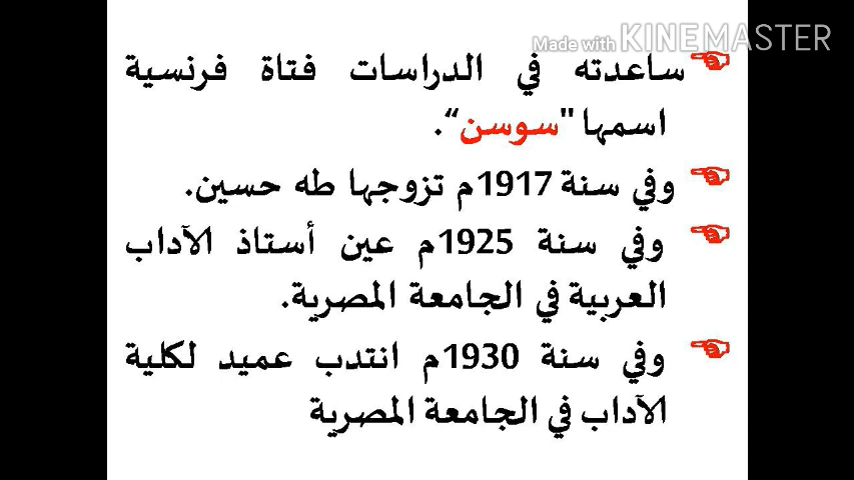 Made with KINEMASTER
☜ ساعدته في الدراسات فتاة فرنسية
اسمها "سوسن“.
☜ وفي سنة 1917م تزوجها طه حسين.
☜ وفي سنة 1925م عين أستاذ الآداب
العربية في الجامعة المصرية.
☜ وفي سنة 1930م انتدب عميد لكلية
الآداب في الجامعة المصرية